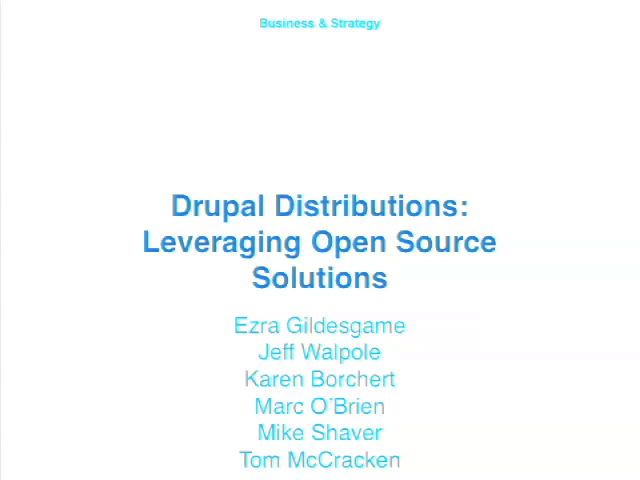 Business & Strategy
Drupal Distributions:
Leveraging Open Source
Solutions
Ezra Gildesgame
Jeff Walpole
Karen Borchert
Marc O'Brien
Mike Shaver
Tom McCracken